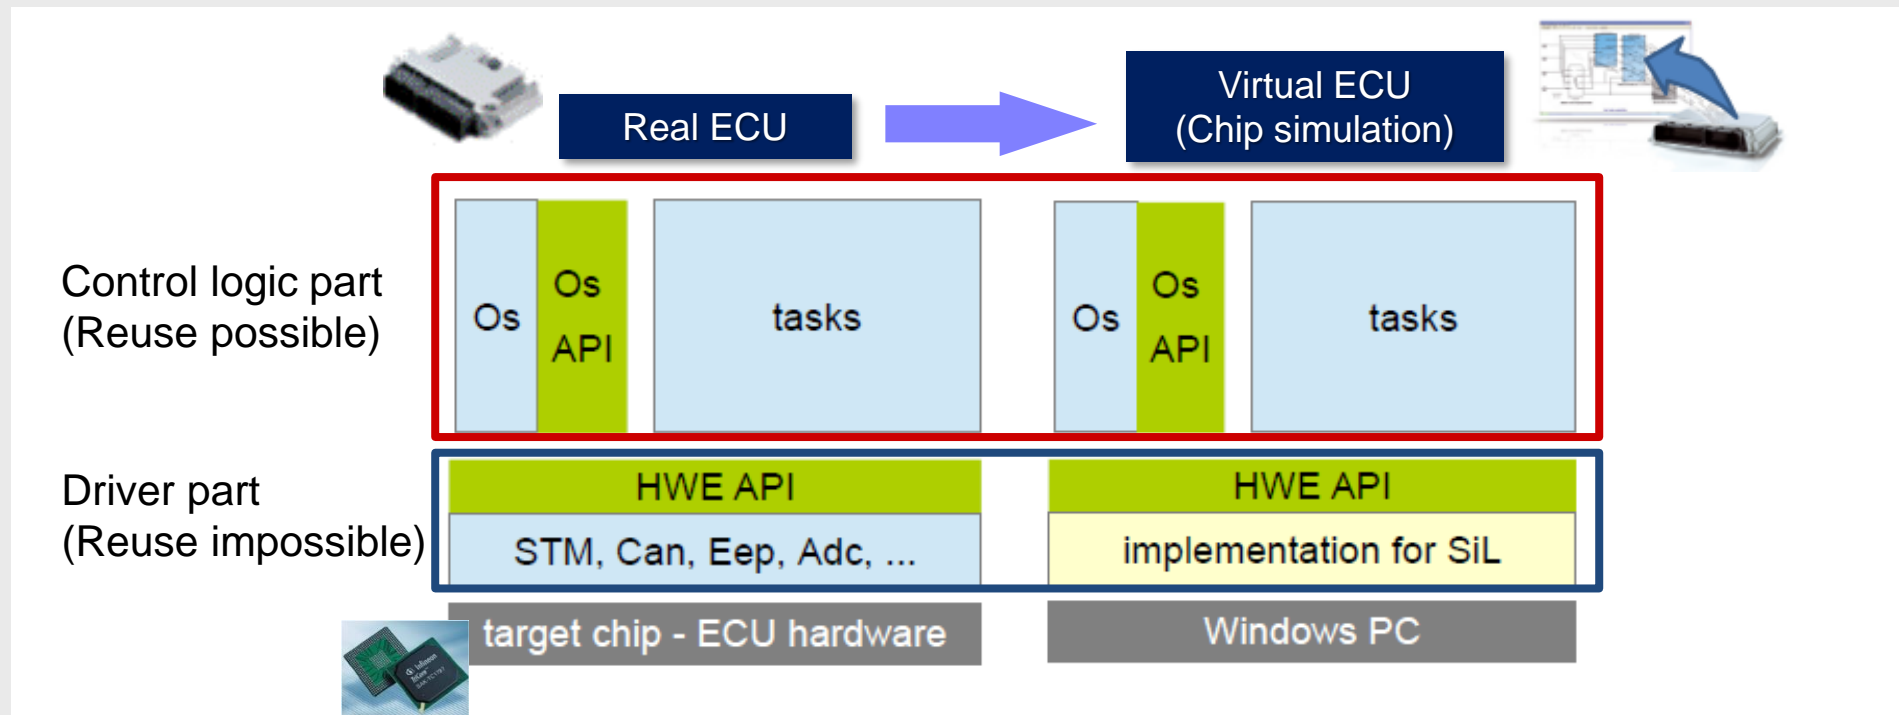 Real ECU
Virtual ECU
(Chip simulation)
Control logic part
(Reuse possible)
Os
Os
API
tasks
Os
Os
API
tasks
Driver part
(Reuse impossible)
HWE API
STM, Can, Eep, Adc, ...
HWE API
implementation for SiL
target chip - ECU hardware
Windows PC
Infineon
TriCore